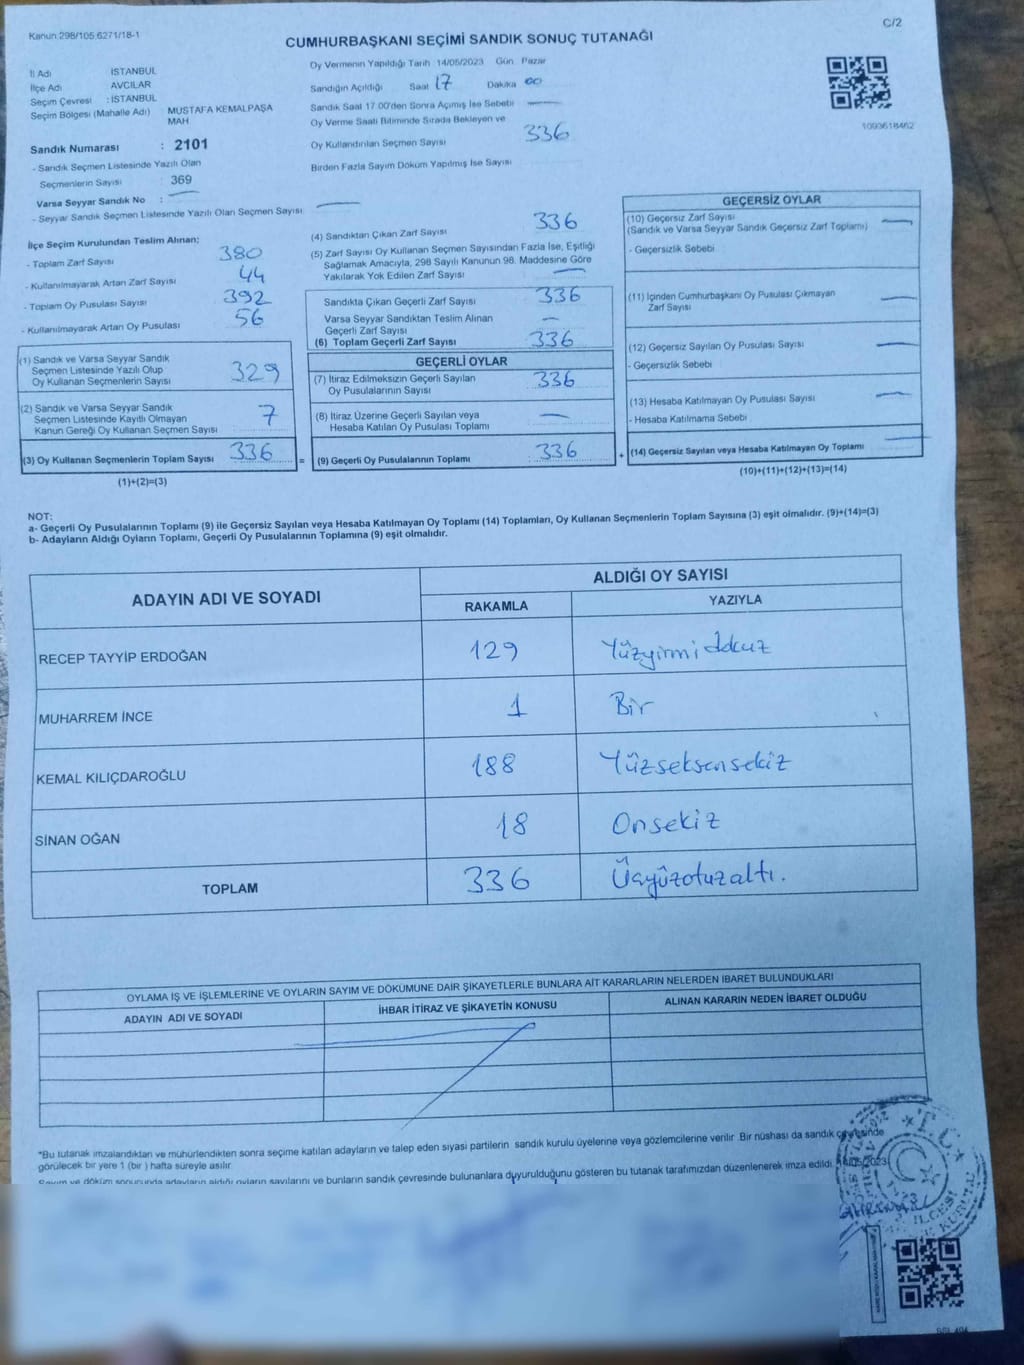 Kanun 298/105 6271/18-1
C/2
CUMHURBAŞKANI SEÇİMİ SANDIK SONUÇ TUTANAĞI
İl Adı İSTANBUL
İlçe Adı AVCILAR
Seçim Çevresi : İSTANBUL
Seçim Bölgesi (Mahalle Adı) MUSTAFA KEMALPAŞA
MAH
Sandık Numarası : 2101
- Sandık Seçmen Listesinde Yazılı Olan
Seçmenlerin Sayısı : 369
Varsa Seyyar Sandık No : —
- Seyyar Sandık Seçmen Listesinde Yazılı Olan Seçmen Sayısı —
Oy Vermenin Yapıldığı Tarih 14/05/2023 Gün Pazar
Sandığın Açıldığı Saat 17 Dakika 00
Sandık Saat 17 00'den Sonra Açılmış İse Sebebi —
Oy Verme Saati Bitiminde Sırada Bekleyen ve
Oy Kullandırılan Seçmen Sayısı 336
Birden Fazla Sayım Döküm Yapılmış İse Sayısı
1093618462
İlçe Seçim Kurulundan Teslim Alınan;
- Toplam Zarf Sayısı 380
- Kullanılmayarak Artan Zarf Sayısı 44
- Toplam Oy Pusulası Sayısı 392
- Kullanılmayarak Artan Oy Pusulası 56
(1) Sandık ve Varsa Seyyar Sandık
Seçmen Listesinde Yazılı Olup
Oy Kullanan Seçmenlerin Sayısı 329
(2) Sandık ve Varsa Seyyar Sandık
Seçmen Listesinde Kayıtlı Olmayan
Kanun Gereği Oy Kullanan Seçmen Sayısı 7
(3) Oy Kullanan Seçmenlerin Toplam Sayısı 336
(1)+(2)=(3)
(4) Sandıktan Çıkan Zarf Sayısı 336
(5) Zarf Sayısı Oy Kullanan Seçmen Sayısından Fazla İse, Eşitliği
Sağlamak Amacıyla, 298 Sayılı Kanunun 98. Maddesine Göre
Yakılarak Yok Edilen Zarf Sayısı —
Sandıkta Çıkan Geçerli Zarf Sayısı 336
Varsa Seyyar Sandıktan Teslim Alınan
Geçerli Zarf Sayısı —
(6) Toplam Geçerli Zarf Sayısı 336
GEÇERLİ OYLAR
(7) İtiraz Edilmeksizin Geçerli Sayılan
Oy Pusulalarının Sayısı 336
(8) İtiraz Üzerine Geçerli Sayılan veya
Hesaba Katılan Oy Pusulası Toplamı —
= (9) Geçerli Oy Pusulalarının Toplamı : 336
GEÇERSİZ OYLAR
(10) Geçersiz Zarf Sayısı
(Sandık ve Varsa Seyyar Sandık Geçersiz Zarf Toplamı) —
- Geçersizlik Sebebi
(11) İçinden Cumhurbaşkanı Oy Pusulası Çıkmayan
Zarf Sayısı —
(12) Geçersiz Sayılan Oy Pusulası Sayısı —
- Geçersizlik Sebebi
(13) Hesaba Katılmayan Oy Pusulası Sayısı —
- Hesaba Katılmama Sebebi
+ (14) Geçersiz Sayılan veya Hesaba Katılmayan Oy Toplamı —
(10)+(11)+(12)+(13)=(14)
NOT:
a- Geçerli Oy Pusulalarının Toplamı (9) ile Geçersiz Sayılan veya Hesaba Katılmayan Oy Toplamı (14) Toplamları, Oy Kullanan Seçmenlerin Toplam Sayısına (3) eşit olmalıdır. (9)+(14)=(3)
b- Adayların Aldığı Oyların Toplamı, Geçerli Oy Pusulalarının Toplamına (9) eşit olmalıdır.
ADAYIN ADI VE SOYADI ALDIĞI OY SAYISI
RAKAMLA YAZIYLA
RECEP TAYYİP ERDOĞAN 129 Yüzyirmidokuz
MUHARREM İNCE 1 Bir
KEMAL KILIÇDAROĞLU 188 Yüzseksensekiz
SİNAN OĞAN 18 Onsekiz
TOPLAM 336 Üçyüzotuzaltı.
OYLAMA İŞ VE İŞLEMLERİNE VE OYLARIN SAYIM VE DÖKÜMÜNE DAİR ŞİKAYETLERLE BUNLARA AİT KARARLARIN NELERDEN İBARET BULUNDUKLARI
ADAYIN ADI VE SOYADI İHBAR İTİRAZ VE ŞİKAYETİN KONUSU ALINAN KARARIN NEDEN İBARET OLDUĞU
*Bu tutanak imzalandıktan ve mühürlendikten sonra seçime katılan adayların ve talep eden siyasi partilerin sandık kurulu üyelerine veya gözlemcilerine verilir. Bir nüshası da sandık çevresinde
görülecek bir yere 1 (bir ) hafta süreyle asılır.
Sayım ve döküm sonucunda adayların aldığı oyların sayılarını ve bunların sandık çevresinde bulunanlara duyurulduğunu gösteren bu tutanak tarafımızdan düzenlenerek imza edildi.
T.C.
İLÇESİ